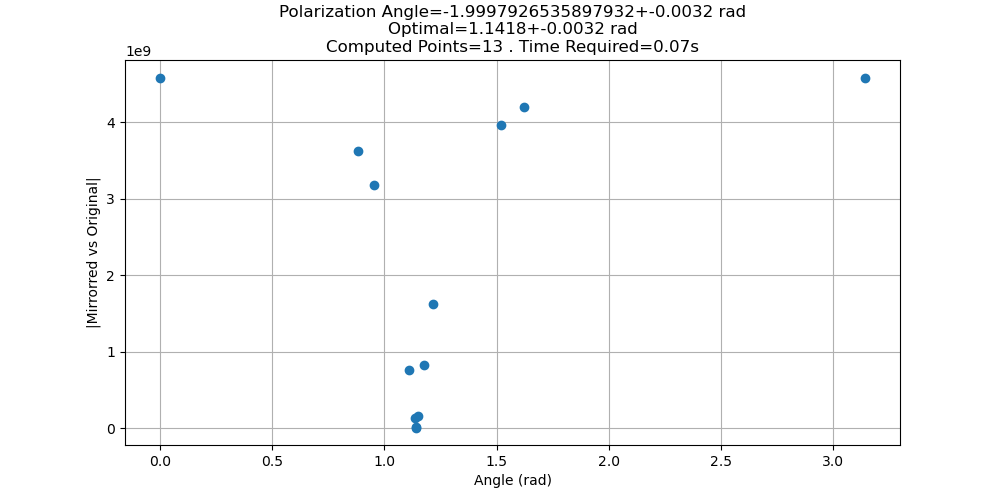 Polarization Angle=-1.9997926535897932+-0.0032 rad
Optimal=1.1418+-0.0032 rad
Computed Points=13 . Time Required=0.07s
1e9
4
3
2
1
0
|Mirrorred vs Original|
0.0 0.5 1.0 1.5 2.0 2.5 3.0
Angle (rad)